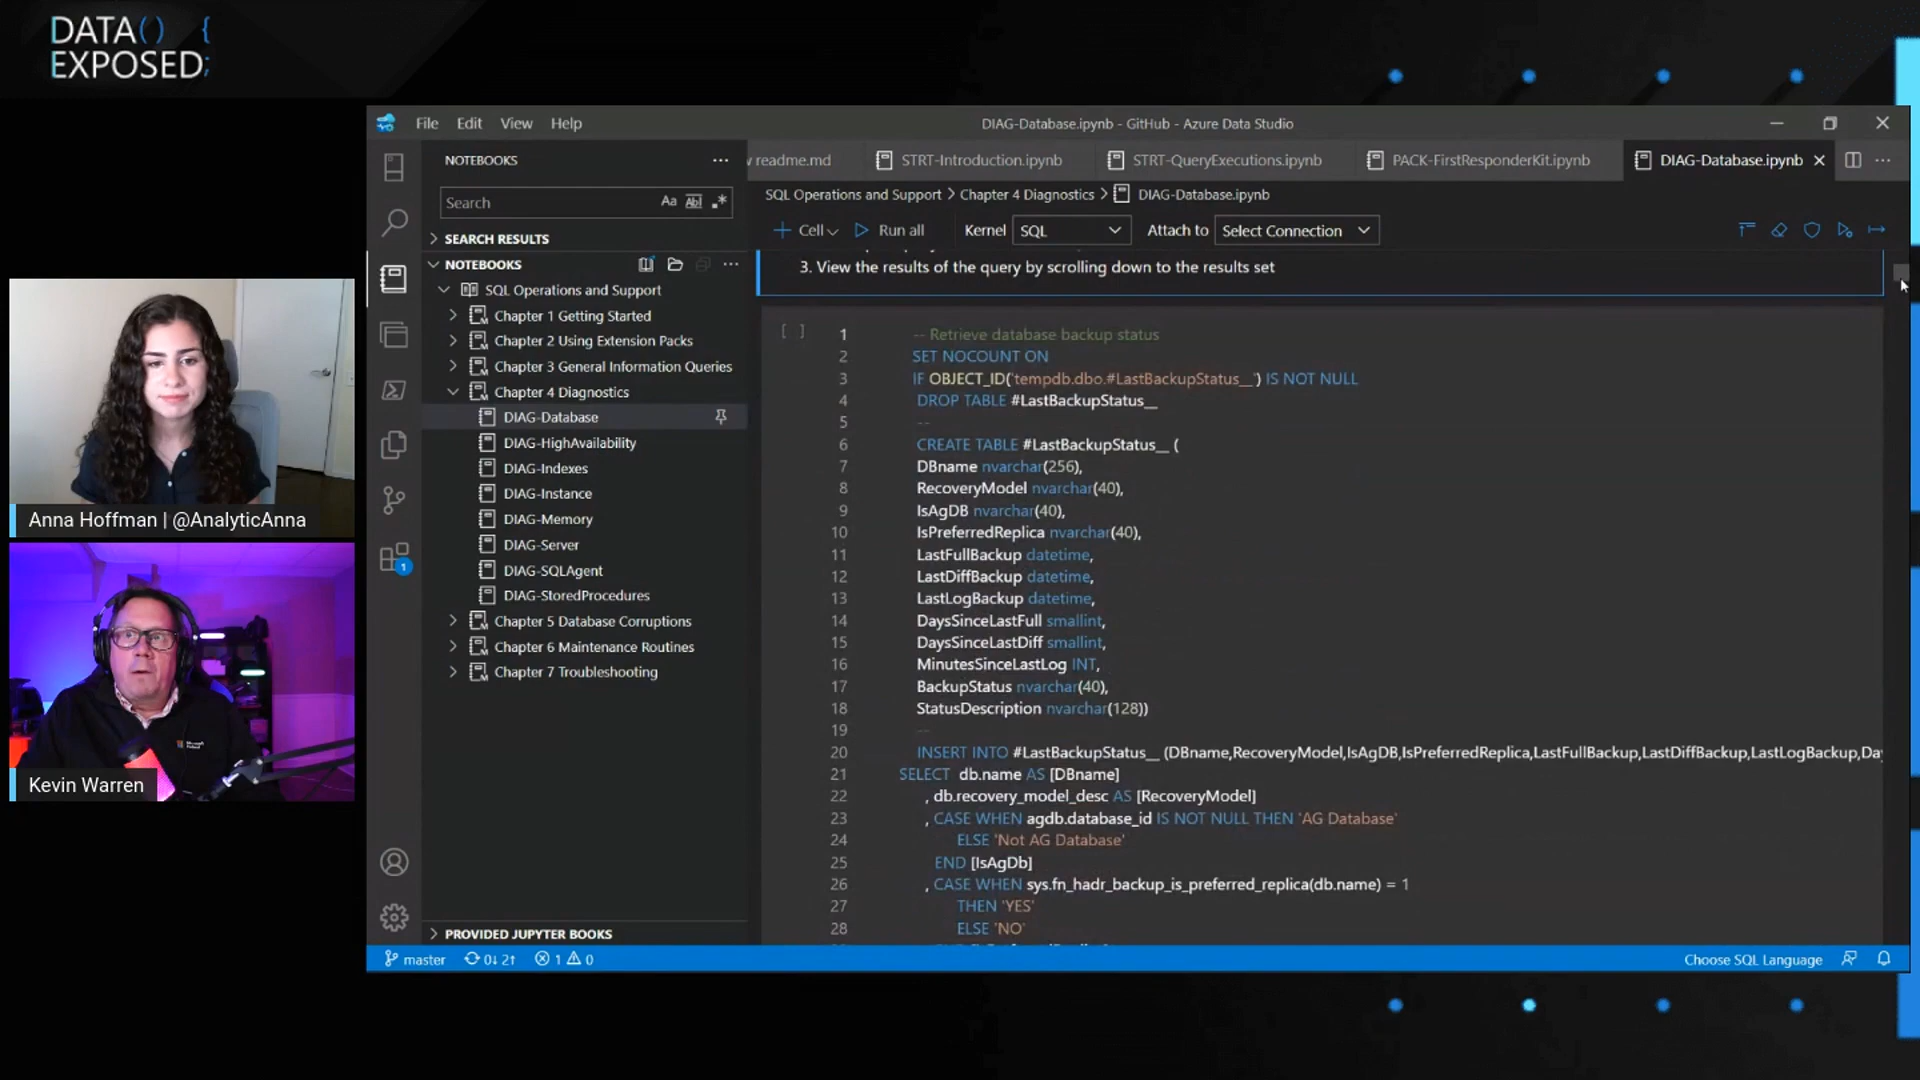 DATA() {
EXPOSED;
File Edit View Help
DIAG-Database.ipynb - GitHub - Azure Data Studio
NOTEBOOKS
readme.md
STRT-Introduction.ipynb
STRT-QueryExecutions.ipynb
PACK-FirstResponderKit.ipynb
DIAG-Database.ipynb
Search
SQL Operations and Support > Chapter 4 Diagnostics > DIAG-Database.ipynb
Cell Run all Kernel SQL Attach to Select Connection
SEARCH RESULTS
NOTEBOOKS
SQL Operations and Support
Chapter 1 Getting Started
Chapter 2 Using Extension Packs
Chapter 3 General Information Queries
Chapter 4 Diagnostics
DIAG-Database
DIAG-HighAvailability
DIAG-Indexes
DIAG-Instance
DIAG-Memory
DIAG-Server
DIAG-SQLAgent
DIAG-StoredProcedures
Chapter 5 Database Corruptions
Chapter 6 Maintenance Routines
Chapter 7 Troubleshooting
PROVIDED JUPYTER BOOKS
1
3. View the results of the query by scrolling down to the results set
[ ]
1 -- Retrieve database backup status
2 SET NOCOUNT ON
3 IF OBJECT_ID('tempdb.dbo.#LastBackupStatus__') IS NOT NULL
4 DROP TABLE #LastBackupStatus__
5 --
6 CREATE TABLE #LastBackupStatus__ (
7 DBname nvarchar(256),
8 RecoveryModel nvarchar(40),
9 IsAgDB nvarchar(40),
10 IsPreferredReplica nvarchar(40),
11 LastFullBackup datetime,
12 LastDiffBackup datetime,
13 LastLogBackup datetime,
14 DaysSinceLastFull smallint,
15 DaysSinceLastDiff smallint,
16 MinutesSinceLastLog INT,
17 BackupStatus nvarchar(40),
18 StatusDescription nvarchar(128))
19 --
20 INSERT INTO #LastBackupStatus__ (DBname,RecoveryModel,IsAgDB,IsPreferredReplica,LastFullBackup,LastDiffBackup,LastLogBackup,Da
21 SELECT db.name AS [DBname]
22 , db.recovery_model_desc AS [RecoveryModel]
23 , CASE WHEN agdb.database_id IS NOT NULL THEN 'AG Database'
24 ELSE 'Not AG Database'
25 END [IsAgDb]
26 , CASE WHEN sys.fn_hadr_backup_is_preferred_replica(db.name) = 1
27 THEN 'YES'
28 ELSE 'NO'
master 0↓ 2↑ 1 0
Choose SQL Language
Anna Hoffman | @AnalyticAnna
Kevin Warren